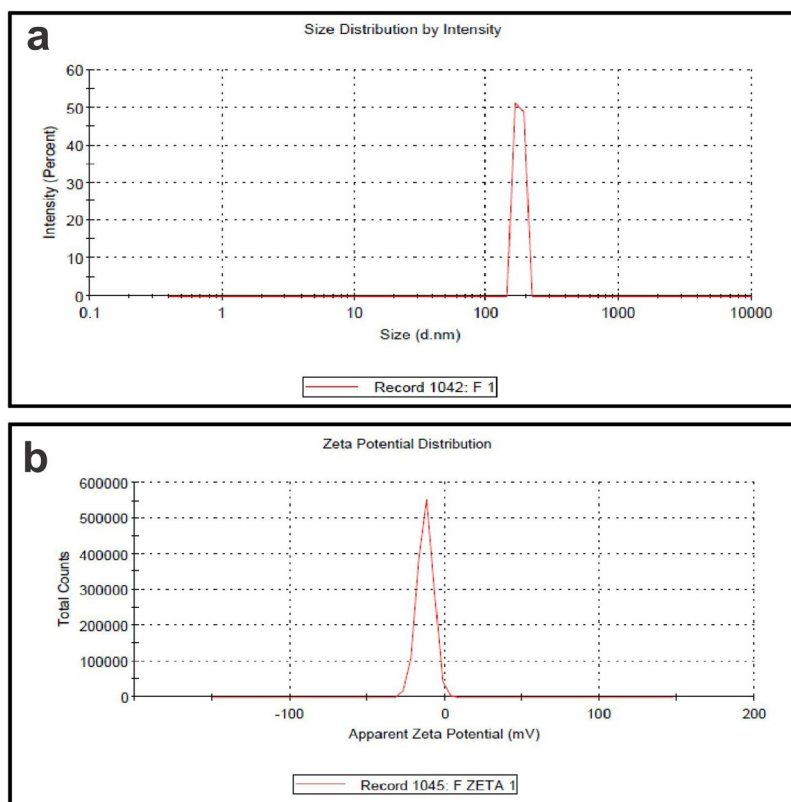 a
Size Distribution by Intensity
60
50
40
30
20
10
0
Intensity (Percent)
0.1 1 10 100 1000 10000
Size (d.nm)
Record 1042: F 1
b
Zeta Potential Distribution
600000
500000
400000
300000
200000
100000
0
Total Counts
-100 0 100 200
Apparent Zeta Potential (mV)
Record 1045: F ZETA 1